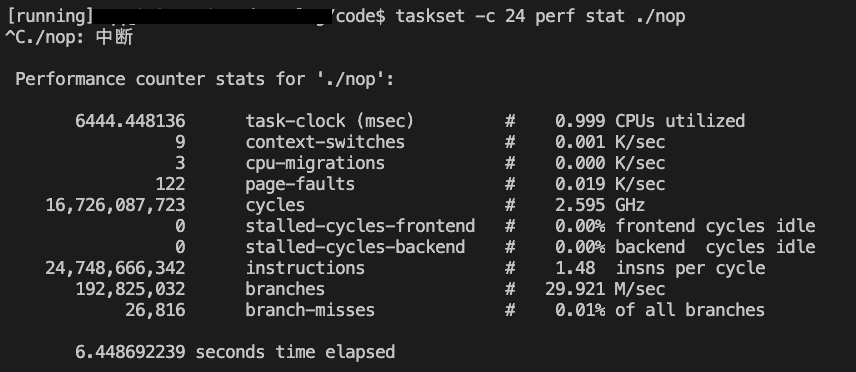 [running] /code$ taskset -c 24 perf stat ./nop
^C./nop: 中断
Performance counter stats for './nop':
6444.448136 task-clock (msec) # 0.999 CPUs utilized
9 context-switches # 0.001 K/sec
3 cpu-migrations # 0.000 K/sec
122 page-faults # 0.019 K/sec
16,726,087,723 cycles # 2.595 GHz
0 stalled-cycles-frontend # 0.00% frontend cycles idle
0 stalled-cycles-backend # 0.00% backend cycles idle
24,748,666,342 instructions # 1.48 insns per cycle
192,825,032 branches # 29.921 M/sec
26,816 branch-misses # 0.01% of all branches
6.448692239 seconds time elapsed